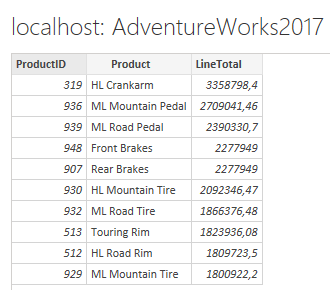 localhost: AdventureWorks2017
ProductID Product LineTotal
319 HL Crankarm 3358798,4
936 ML Mountain Pedal 2709041,46
939 ML Road Pedal 2390330,7
948 Front Brakes 2277949
907 Rear Brakes 2277949
930 HL Mountain Tire 2092346,47
932 ML Road Tire 1866376,48
513 Touring Rim 1823936,08
512 HL Road Rim 1809723,5
929 ML Mountain Tire 1800922,2